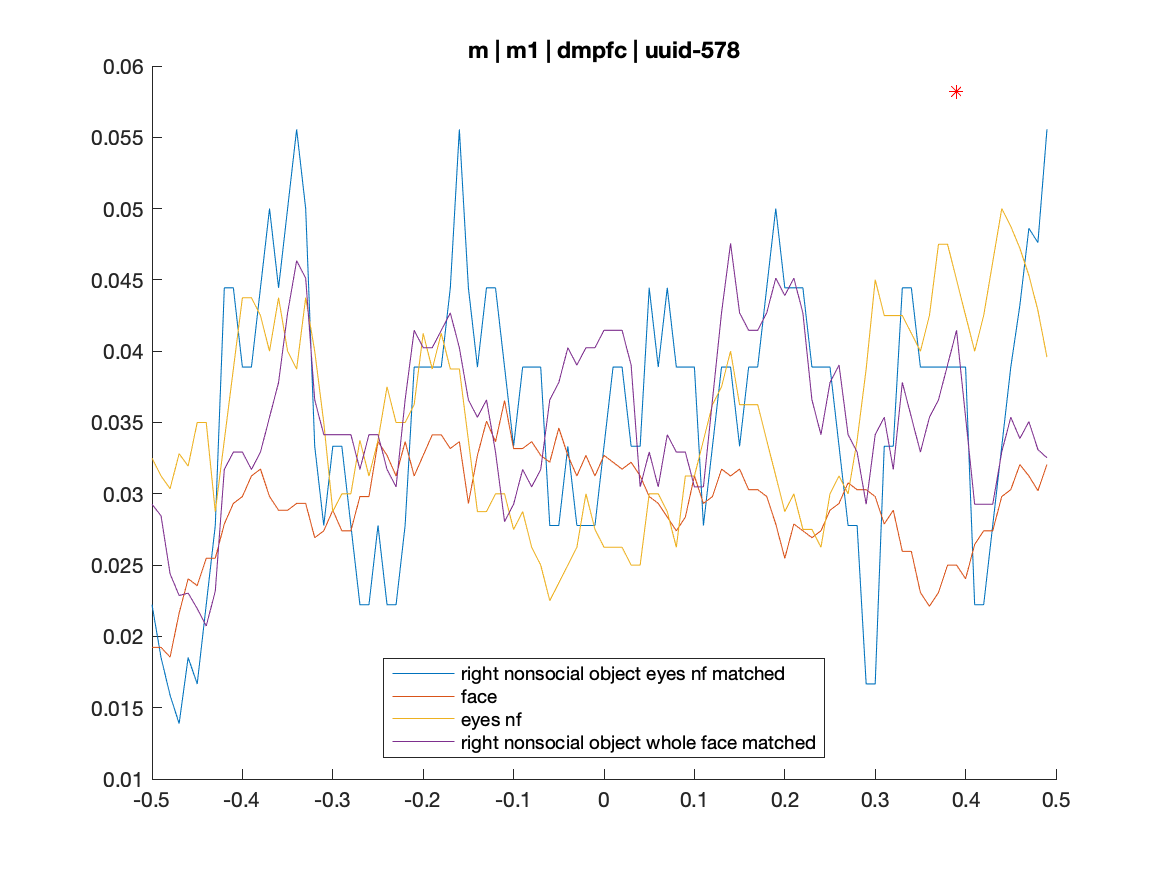 m | m1 | dmpfc | uuid-578
0.06
0.055
0.05
0.045
0.04
0.035
0.03
0.025
0.02
0.015
0.01
right nonsocial object eyes nf matched
face
eyes nf
right nonsocial object whole face matched
-0.5 -0.4 -0.3 -0.2 -0.1 0 0.1 0.2 0.3 0.4 0.5